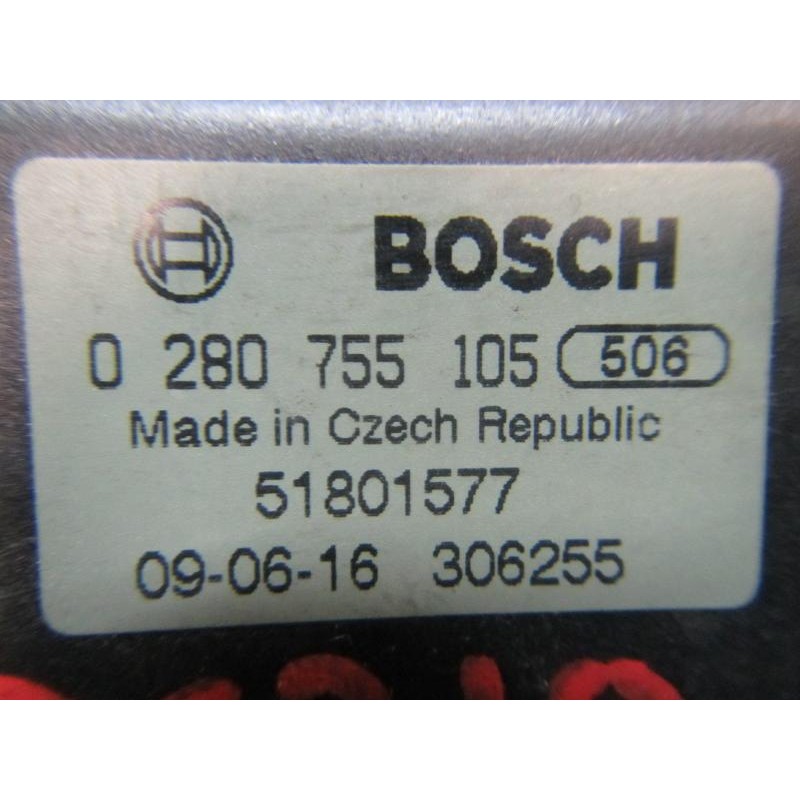 BOSCH
0 280 755 105 506
Made in Czech Republic
51801577
09-06-16 306255